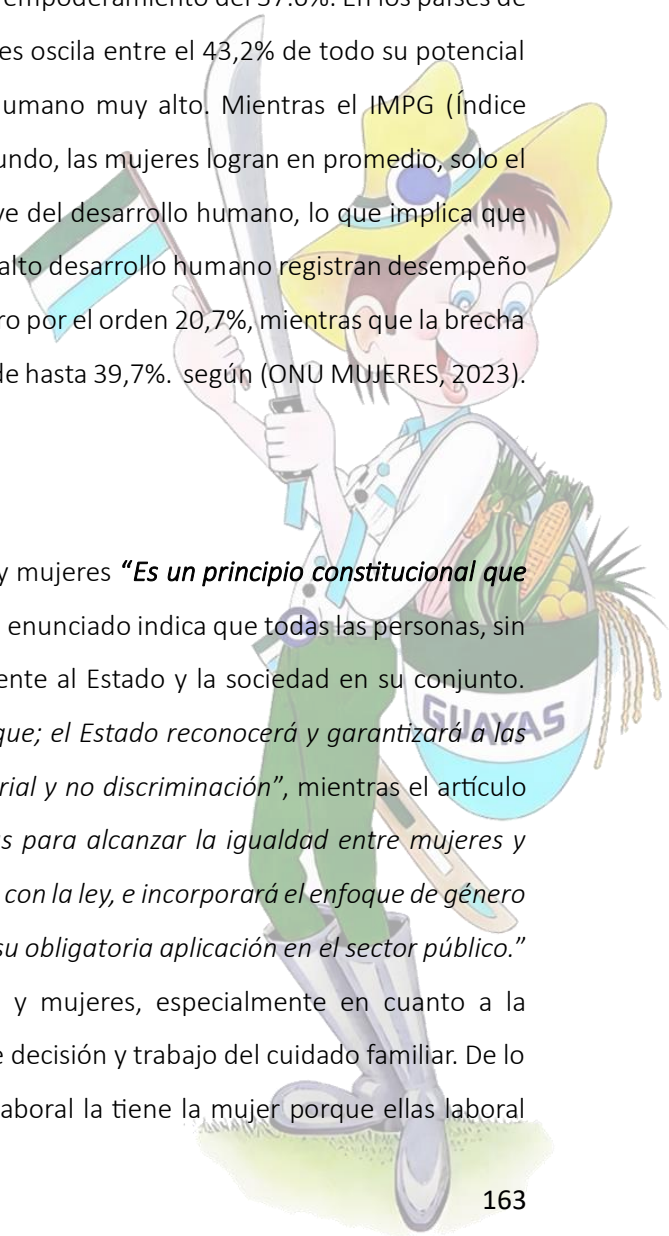 empoderamiento del 37.6%. En los países de
es oscila entre el 43,2% de todo su potencial
umano muy alto. Mientras el IMPG (Índice
undo, las mujeres logran en promedio, solo el
ve del desarrollo humano, lo que implica que
alto desarrollo humano registran desempeño
ro por el orden 20,7%, mientras que la brecha
de hasta 39,7%. según (ONU MUJERES, 2023).
y mujeres “Es un principio constitucional que
enunciado indica que todas las personas, sin
ente al Estado y la sociedad en su conjunto.
que; el Estado reconocerá y garantizará a las
rial y no discriminación”, mientras el artículo
s para alcanzar la igualdad entre mujeres y
con la ley, e incorporará el enfoque de género
su obligatoria aplicación en el sector público.”
y mujeres, especialmente en cuanto a la
e decisión y trabajo del cuidado familiar. De lo
aboral la tiene la mujer porque ellas laboral
GUAYAS
163